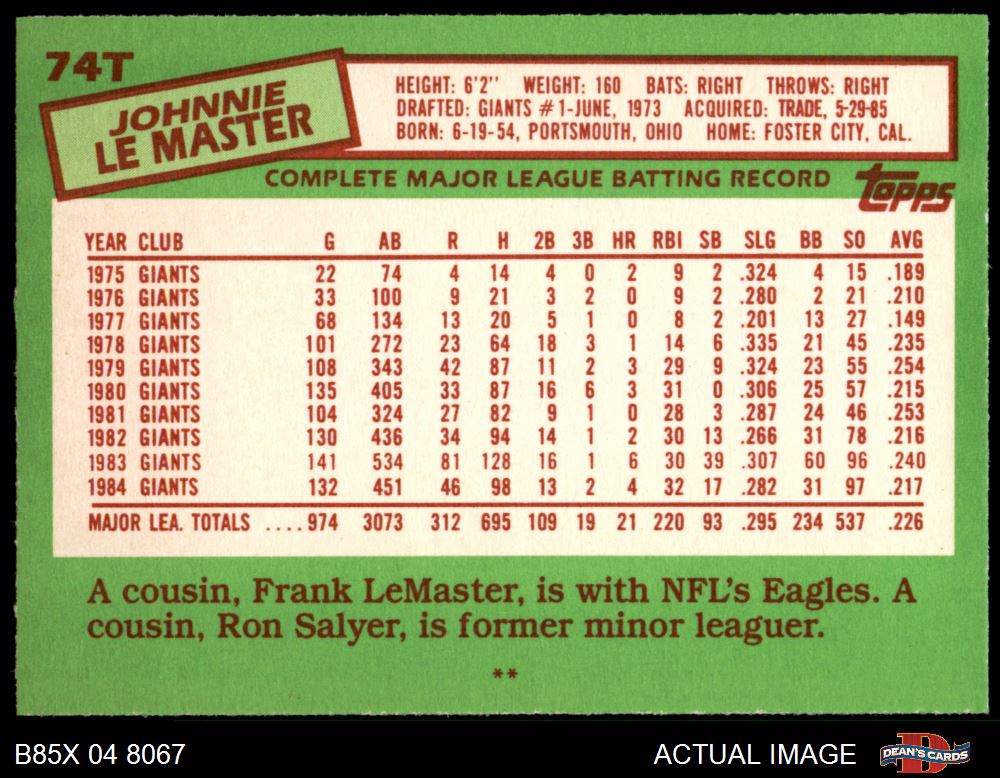 74T
JOHNNIE
LE MASTER
HEIGHT: 6'2'' WEIGHT: 160 BATS: RIGHT THROWS: RIGHT
DRAFTED: GIANTS #1-JUNE, 1973 ACQUIRED: TRADE, 5-29-85
BORN: 6-19-54, PORTSMOUTH, OHIO HOME: FOSTER CITY, CAL.
COMPLETE MAJOR LEAGUE BATTING RECORD
topps
YEAR CLUB G AB R H 2B 3B HR RBI SB SLG BB SO AVG
1975 GIANTS 22 74 4 14 4 0 2 9 2 .324 4 15 .189
1976 GIANTS 33 100 9 21 3 2 0 9 2 .280 2 21 .210
1977 GIANTS 68 134 13 20 5 1 0 8 2 .201 13 27 .149
1978 GIANTS 101 272 23 64 18 3 1 14 6 .335 21 45 .235
1979 GIANTS 108 343 42 87 11 2 3 29 9 .324 23 55 .254
1980 GIANTS 135 405 33 87 16 6 3 31 0 .306 25 57 .215
1981 GIANTS 104 324 27 82 9 1 0 28 3 .287 24 46 .253
1982 GIANTS 130 436 34 94 14 1 2 30 13 .266 31 78 .216
1983 GIANTS 141 534 81 128 16 1 6 30 39 .307 60 96 .240
1984 GIANTS 132 451 46 98 13 2 4 32 17 .282 31 97 .217
MAJOR LEA. TOTALS ....974 3073 312 695 109 19 21 220 93 .295 234 537 .226
A cousin, Frank LeMaster, is with NFL's Eagles. A
cousin, Ron Salyer, is former minor leaguer.
**
B85X 04 8067 ACTUAL IMAGE
D
DEAN'S CARDS